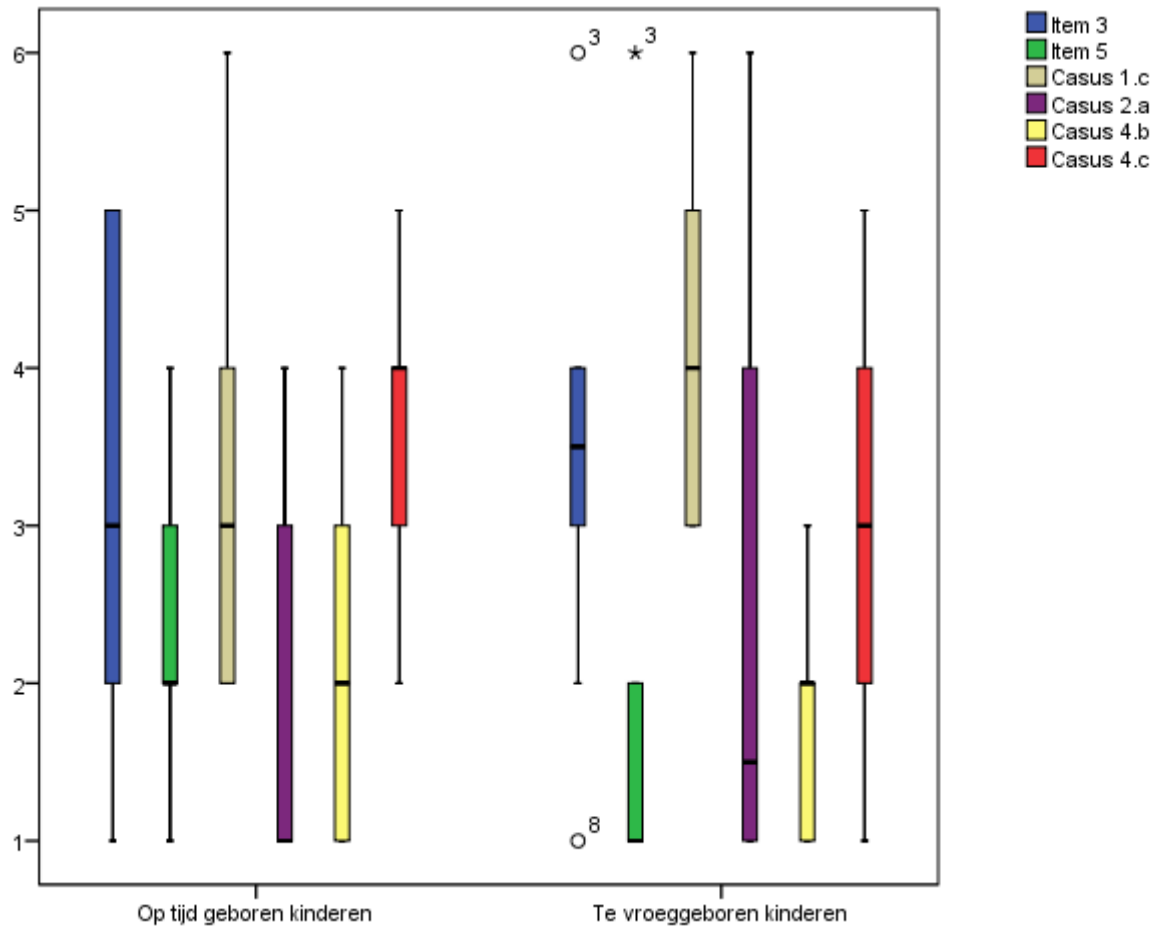 Item 3
Item 5
Casus 1.c
Casus 2.a
Casus 4.b
Casus 4.c
6
5
4
3
2
1
3
3
8
Op tijd geboren kinderen
Te vroeggeboren kinderen